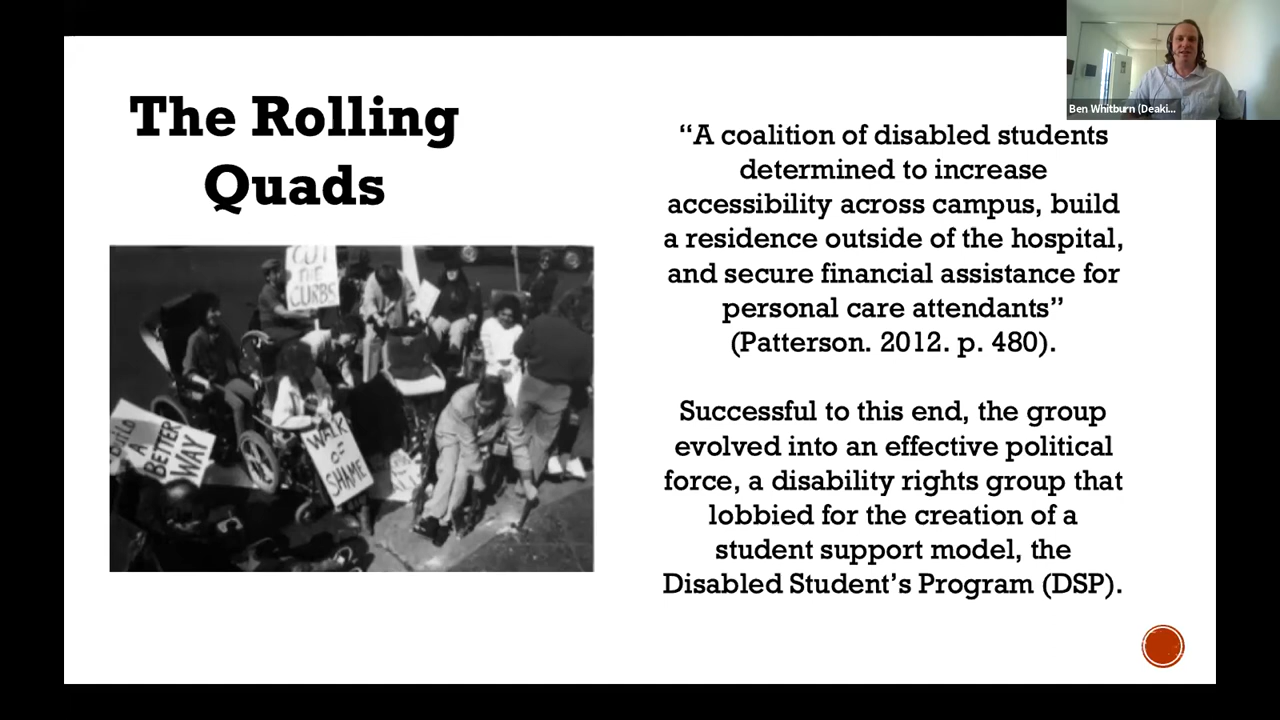 The Rolling
Quads
CUT
THE
CURBS
BUILD
A
BETTER
WAY
WALK
OF
SHAME
“A coalition of disabled students
determined to increase
accessibility across campus, build
a residence outside of the hospital,
and secure financial assistance for
personal care attendants”
(Patterson. 2012. p. 480).
Successful to this end, the group
evolved into an effective political
force, a disability rights group that
lobbied for the creation of a
student support model, the
Disabled Student’s Program (DSP).
Ben Whitburn (Deaki...